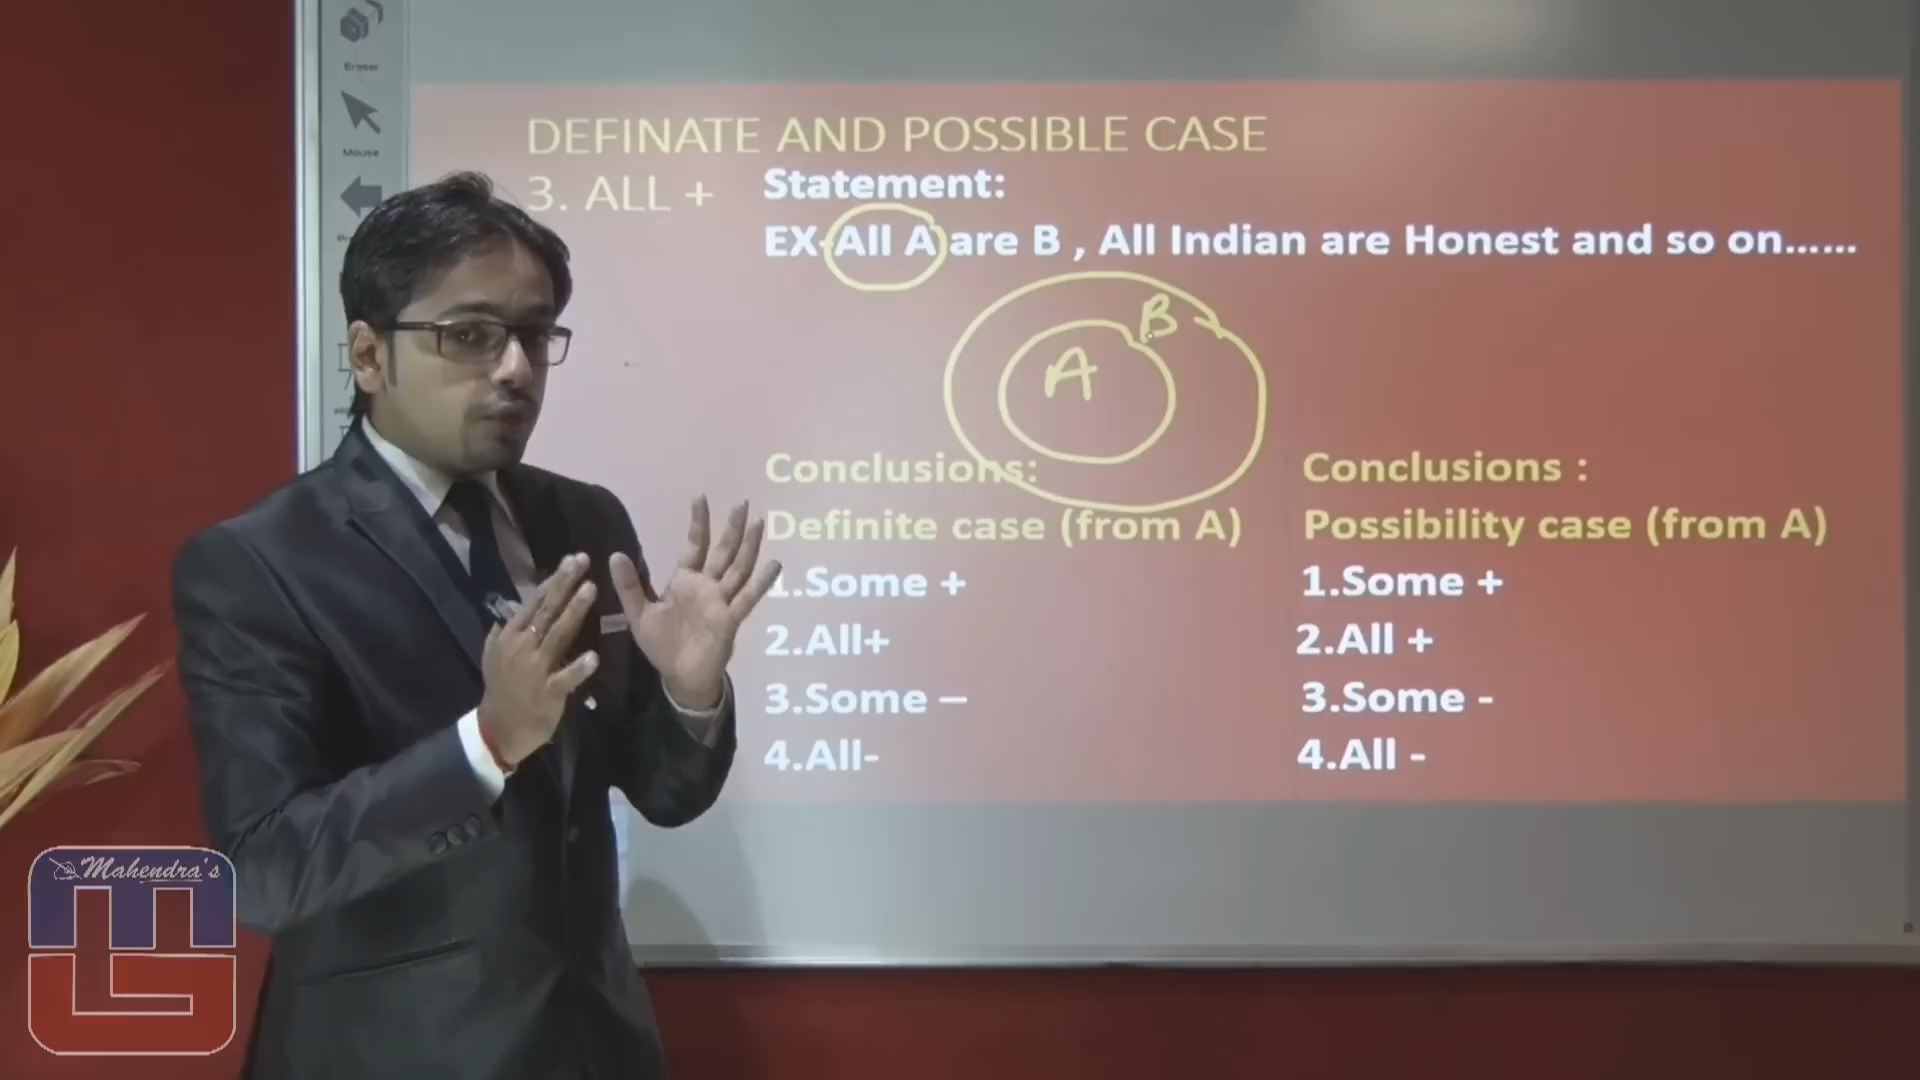 Eraser
Mouse
DEFINATE AND POSSIBLE CASE
3. ALL + Statement:
EX-All A are B , All Indian are Honest and so on......
B
A
Conclusions:
Definite case (from A)
1.Some +
2.All+
3.Some –
4.All-
Conclusions :
Possibility case (from A)
1.Some +
2.All +
3.Some -
4.All -
Mahendra's